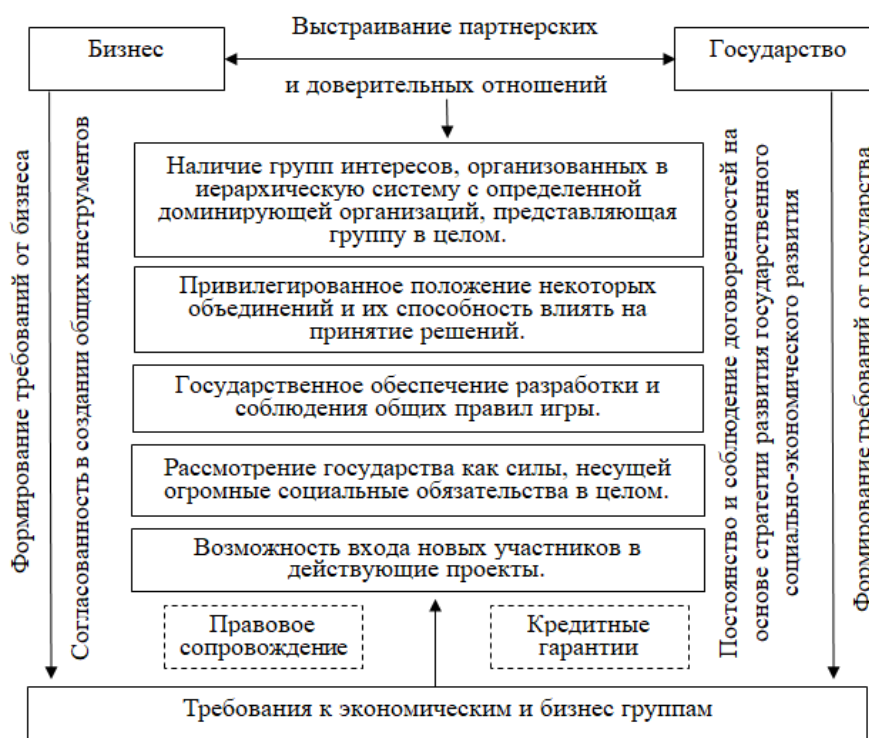 Выстраивание партнерских
Бизнес
Государство
и доверительных отношений
Формирование требований от бизнеса
Согласованность в создании общих инструментов
Наличие групп интересов, организованных в
иерархическую систему с определенной
доминирующей организаций, представляющая
группу в целом.
Привилегированное положение некоторых
объединений и их способность влиять на
принятие решений.
Государственное обеспечение разработки и
соблюдения общих правил игры.
Рассмотрение государства как силы, несущей
огромные социальные обязательства в целом.
Возможность входа новых участников в
действующие проекты.
Правовое
сопровождение
Кредитные
гарантии
Постоянство и соблюдение договоренностей на
основе стратегии развития государственного
социально-экономического развития
Формирование требований от государства
Требования к экономическим и бизнес группам